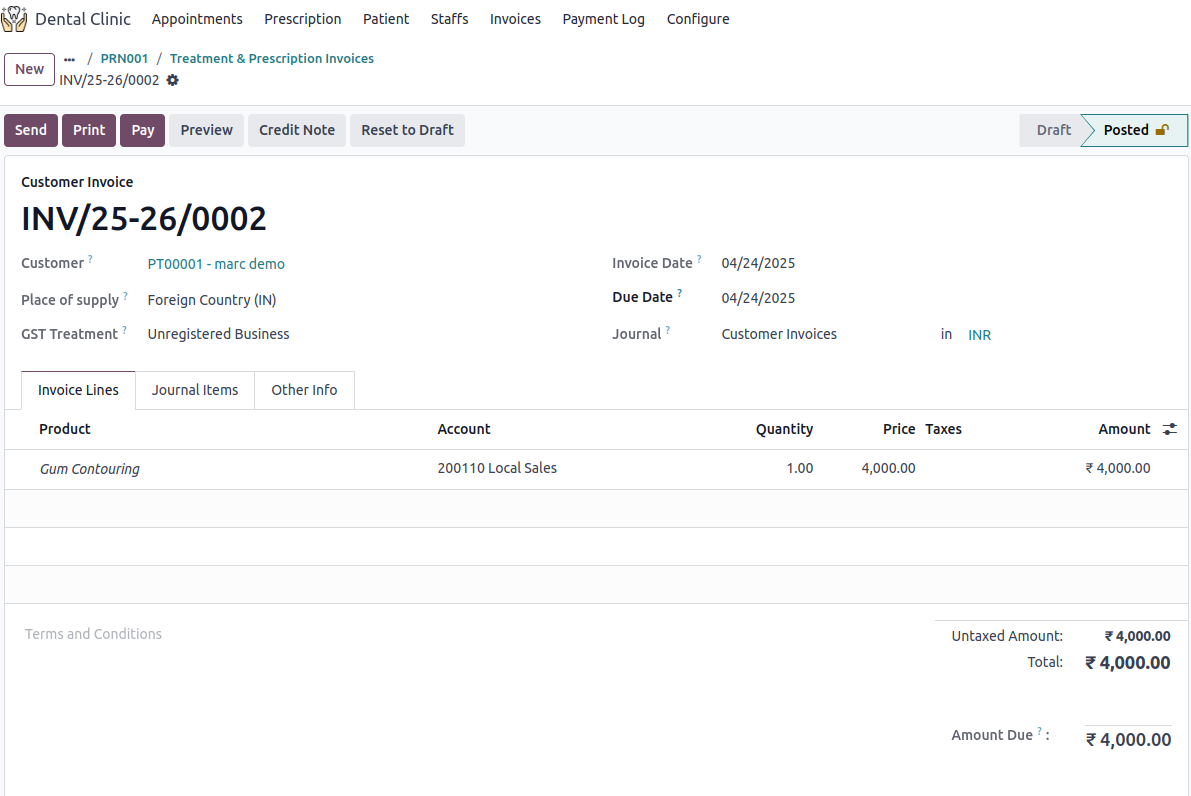 Dental Clinic Appointments Prescription Patient Staffs Invoices Payment Log Configure
New ... / PRN001 / Treatment & Prescription Invoices
INV/25-26/0002
Send Print Pay Preview Credit Note Reset to Draft Draft Posted
Customer Invoice
INV/25-26/0002
Customer ? PT00001 - marc demo Invoice Date ? 04/24/2025
Place of supply ? Foreign Country (IN) Due Date ? 04/24/2025
GST Treatment ? Unregistered Business Journal ? Customer Invoices in INR
Invoice Lines Journal Items Other Info
Product Account Quantity Price Taxes Amount
Gum Contouring 200110 Local Sales 1.00 4,000.00 ₹ 4,000.00
Terms and Conditions Untaxed Amount: ₹ 4,000.00
Total: ₹ 4,000.00
Amount Due ? : ₹ 4,000.00